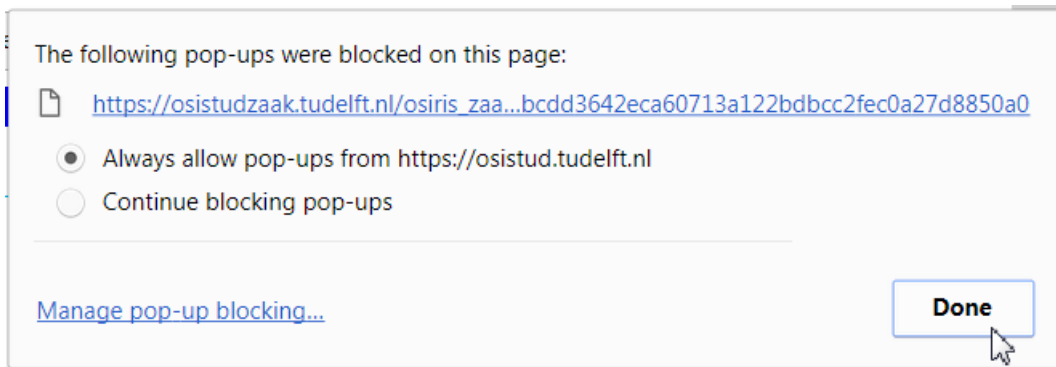 The following pop-ups were blocked on this page:
https://osistudzaak.tudelft.nl/osiris_zaa...bcdd3642eca60713a122bdbcc2fec0a27d8850a0
Always allow pop-ups from https://osistud.tudelft.nl
Continue blocking pop-ups
Manage pop-up blocking...
Done